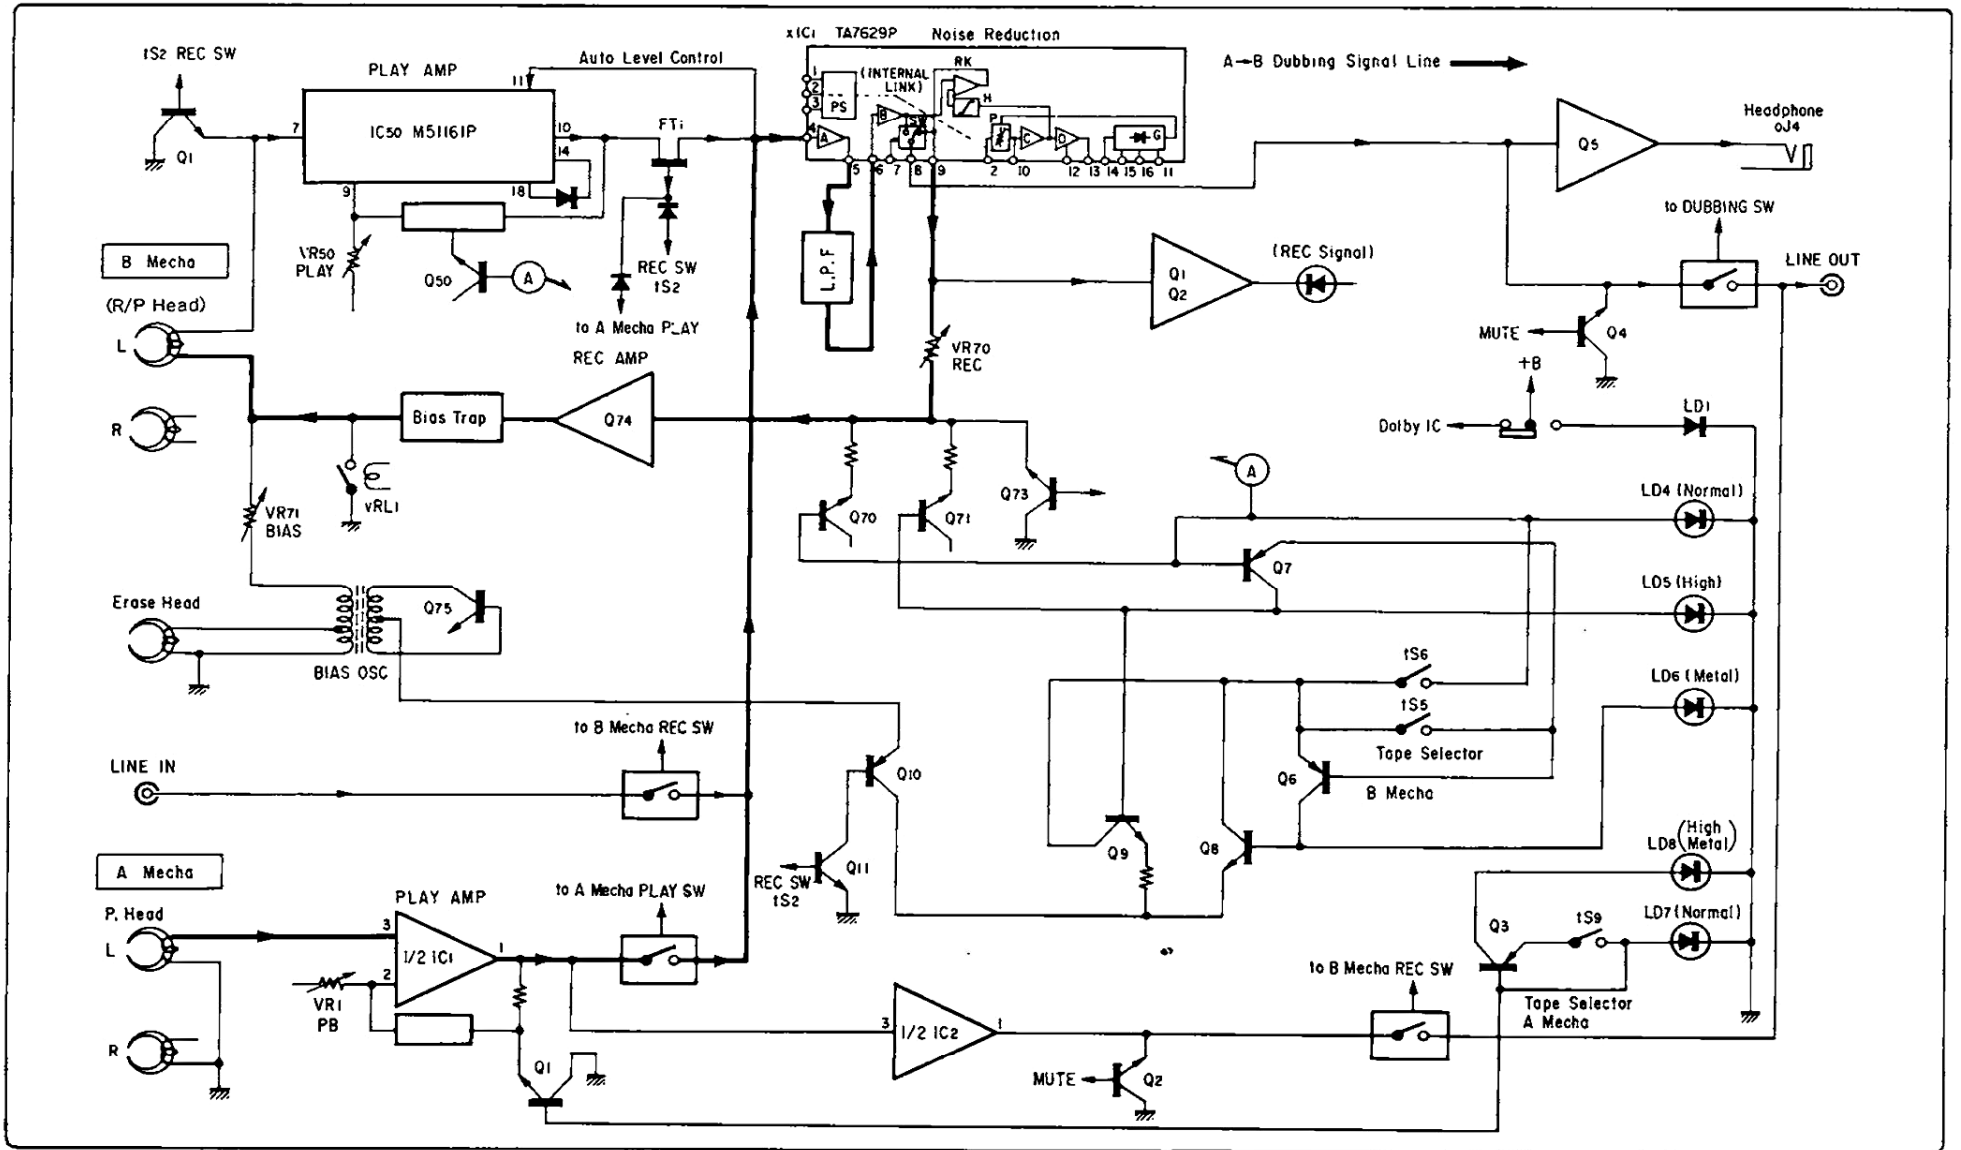 xIC1 TA7629P Noise Reduction
tS2 REC SW
PLAY AMP
Auto Level Control
A→B Dubbing Signal Line
11
1
2
3
PS
(INTERNAL
LINK)
RK
H
B
SW
4
A
P
C
D
G
IC50 M51161P
7
10
14
18
9
FT1
Q1
5
6
7
8
9
2
10
12
13
14
15
16
11
Headphone
oJ4
Q5
to DUBBING SW
LINE OUT
VR50
PLAY
Q50
A
REC SW
tS2
to A Mecha PLAY
L.P.F
Q1
Q2
(REC Signal)
MUTE
Q4
B Mecha
(R/P Head)
L
R
REC AMP
VR70
REC
Bias Trap
Q74
+B
Dolby IC
LD1
vRL1
VR71
BIAS
Q70
Q71
Q73
A
LD4 (Normal)
Q7
LD5 (High)
Erase Head
Q75
BIAS OSC
tS6
tS5
Tape Selector
LD6 (Metal)
Q6
B Mecha
to B Mecha REC SW
LINE IN
Q10
Q11
REC SW
tS2
Q9
Q8
LD8 (High
Metal)
A Mecha
PLAY AMP
to A Mecha PLAY SW
P. Head
L
R
3
1/2 IC1
1
2
VR1
PB
Q1
3
1/2 IC2
1
MUTE
Q2
to B Mecha REC SW
Q3
tS9
LD7 (Normal)
Tape Selector
A Mecha